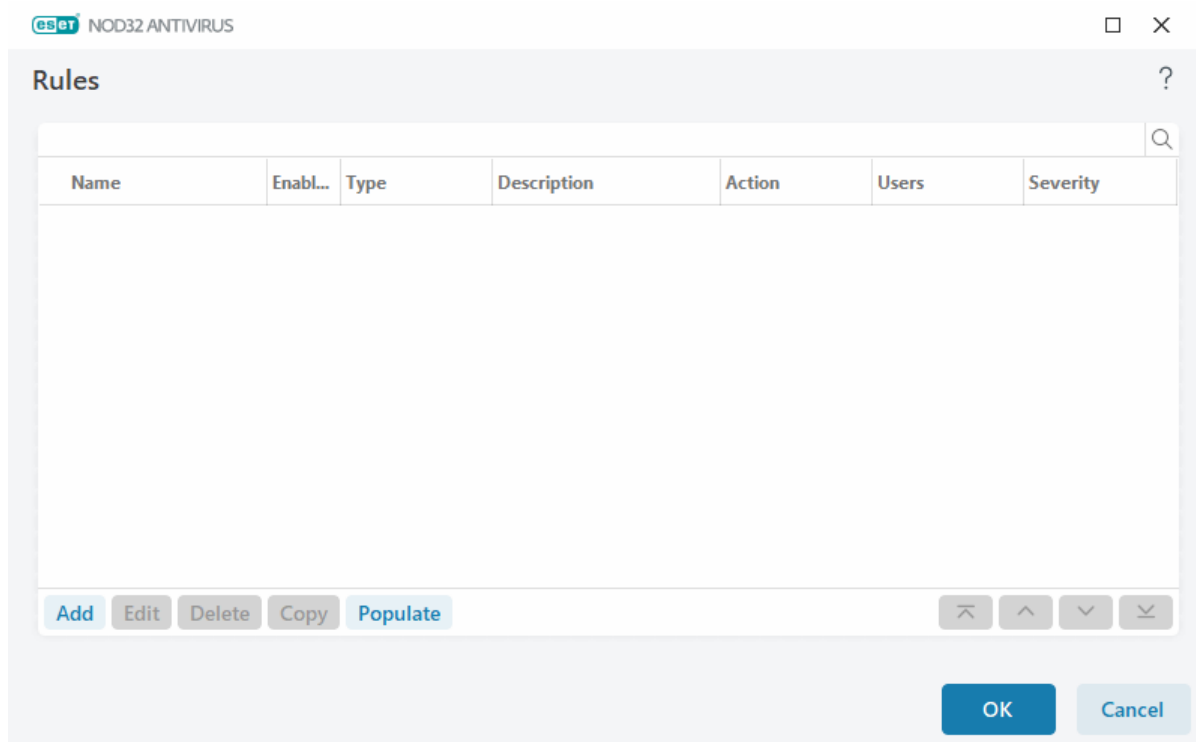 eset NOD32 ANTIVIRUS
Rules
?
Name Enabl... Type Description Action Users Severity
Add Edit Delete Copy Populate
OK Cancel